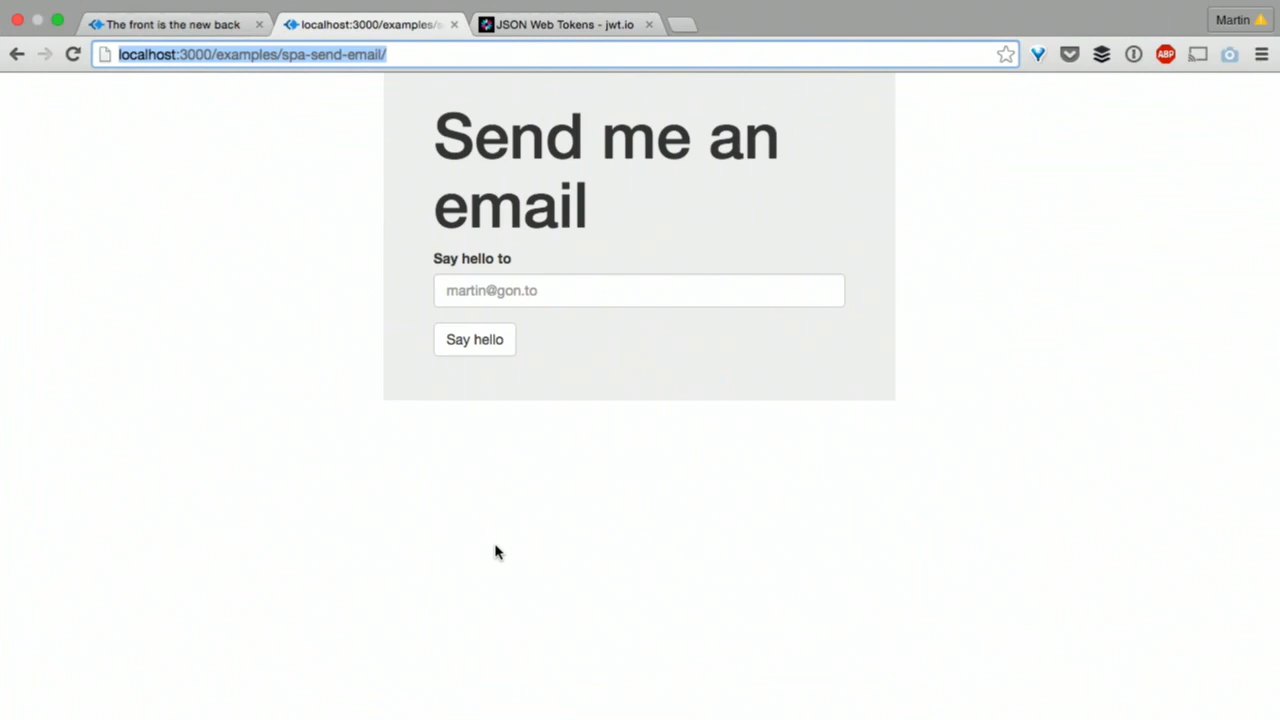 The front is the new back
localhost:3000/examples/s
JSON Web Tokens - jwt.io
Martin
localhost:3000/examples/spa-send-email/
ABP
Send me an
email
Say hello to
martin@gon.to
Say hello